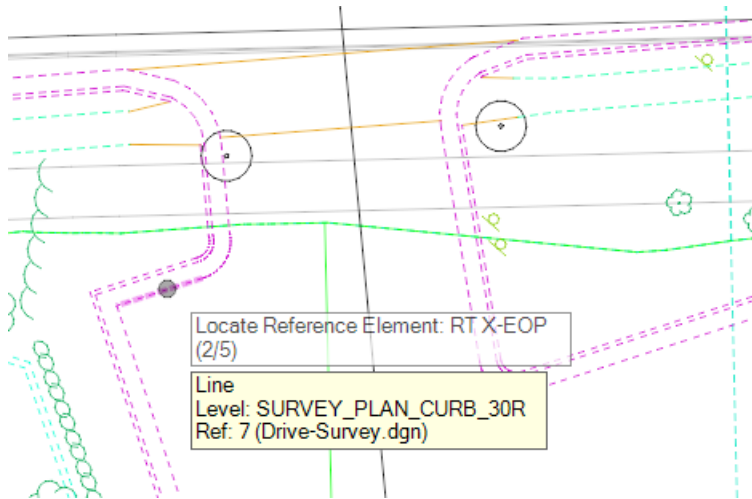 Locate Reference Element: RT X-EOP
(2/5)
Line
Level: SURVEY_PLAN_CURB_30R
Ref: 7 (Drive-Survey.dgn)